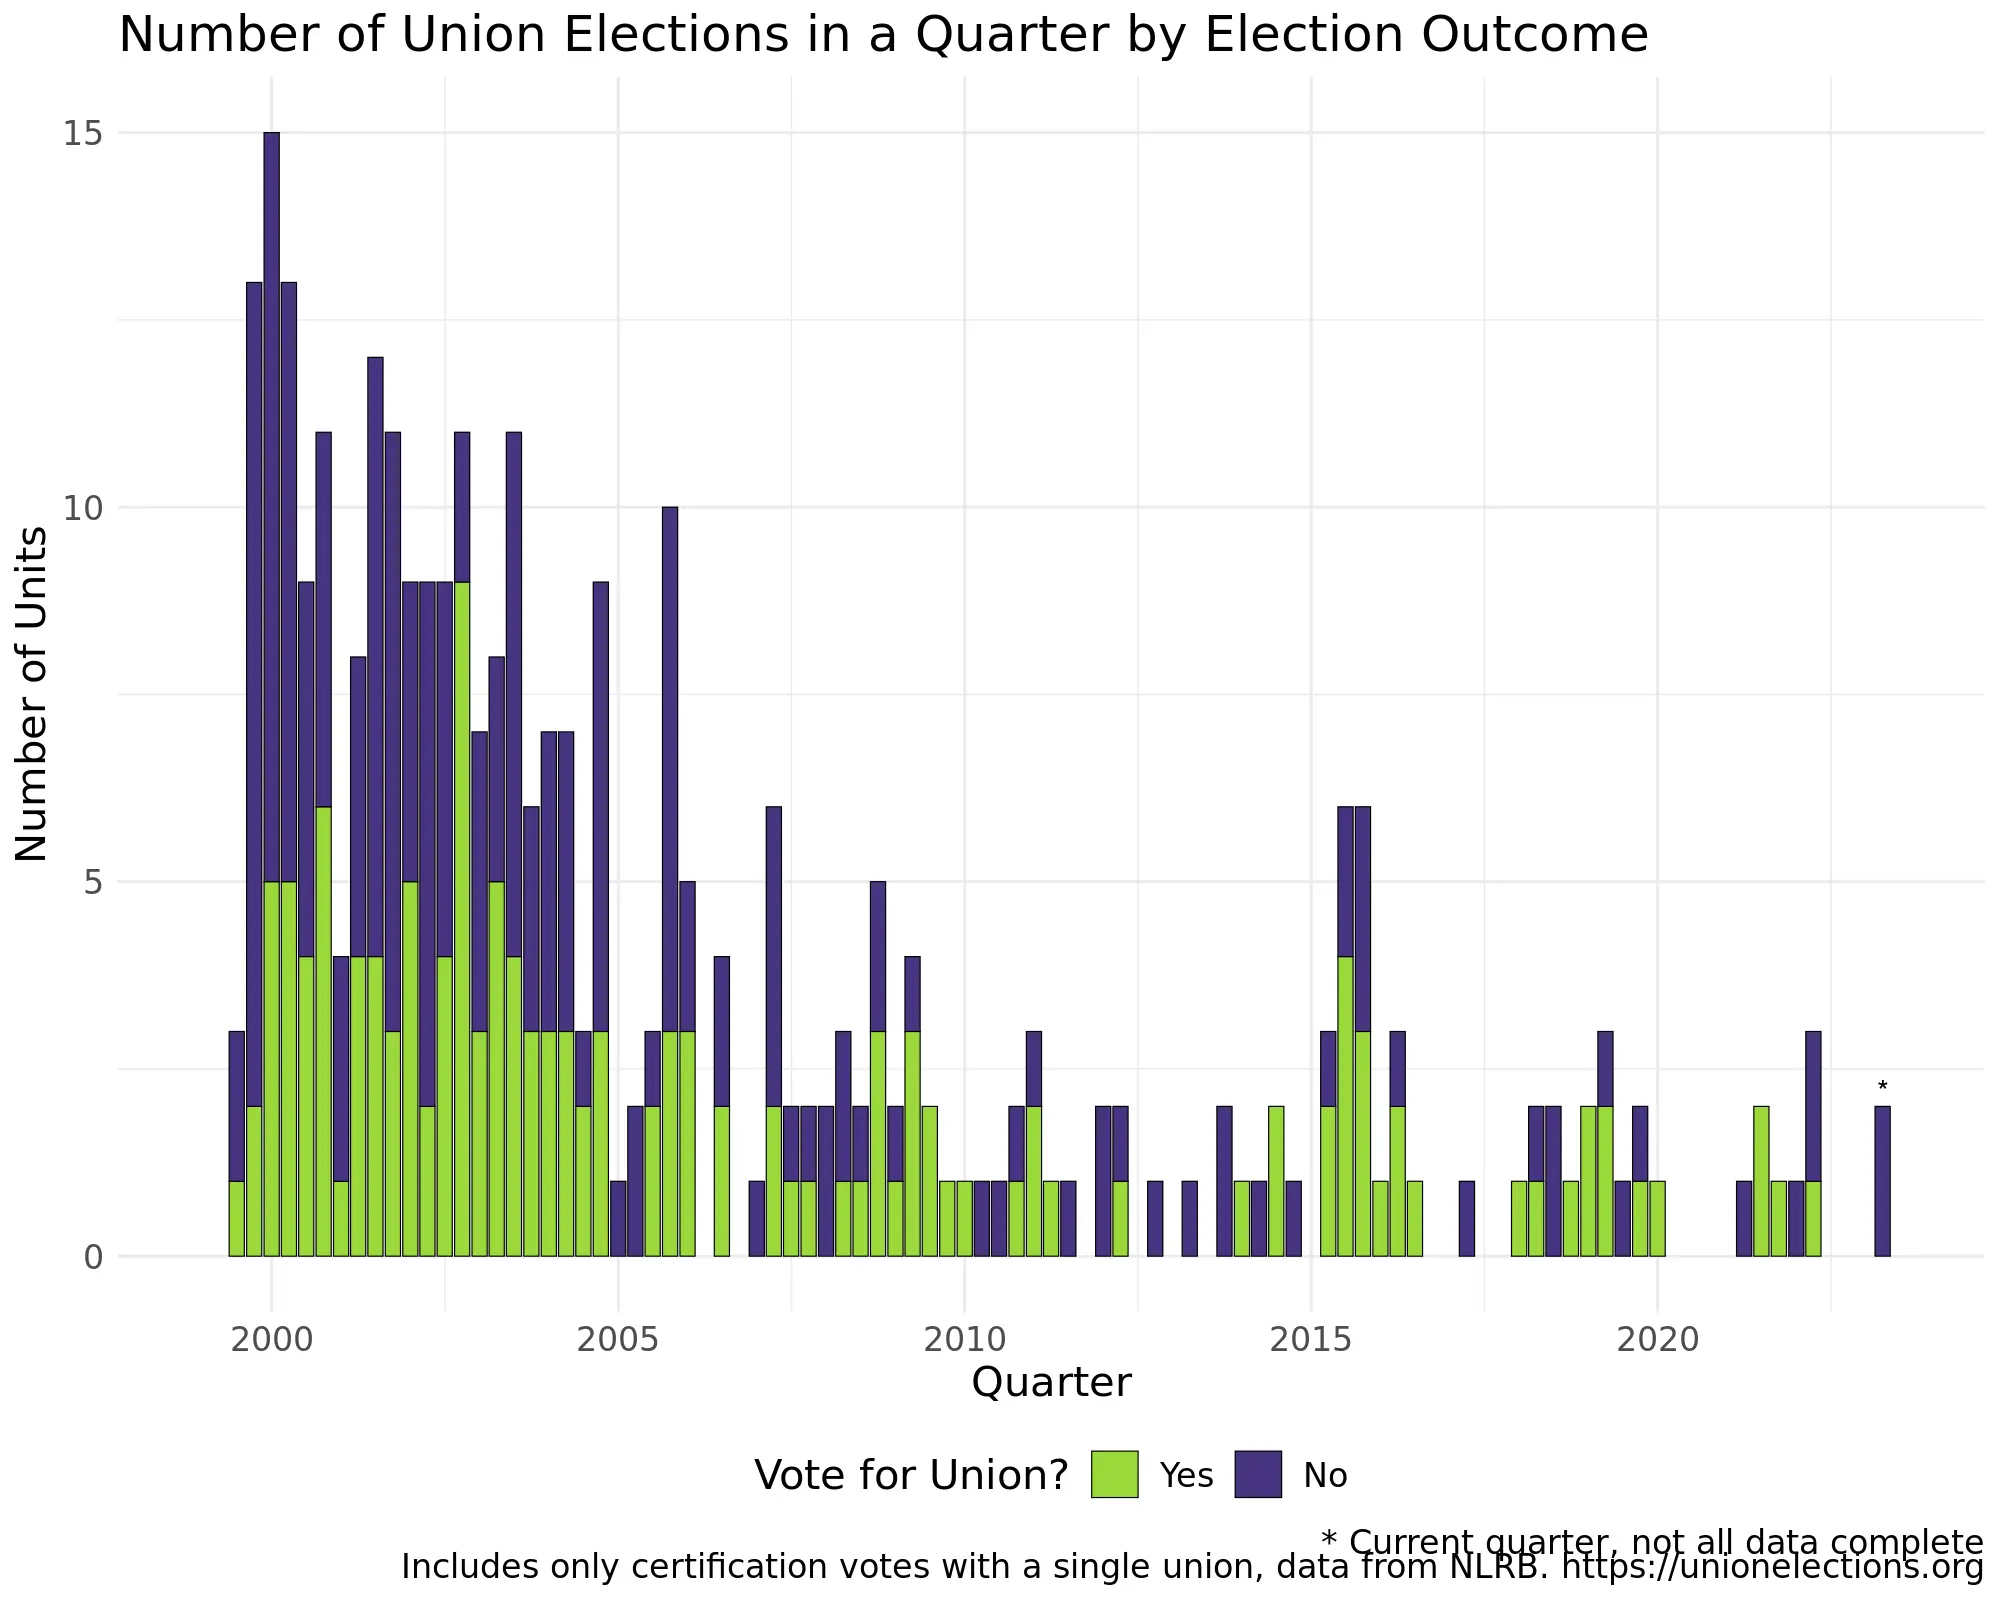 Number of Union Elections in a Quarter by Election Outcome
15
10
5
0
Number of Units
*
2000 2005 2010 2015 2020
Quarter
Vote for Union? Yes No
* Current quarter, not all data complete
Includes only certification votes with a single union, data from NLRB. https://unionelections.org